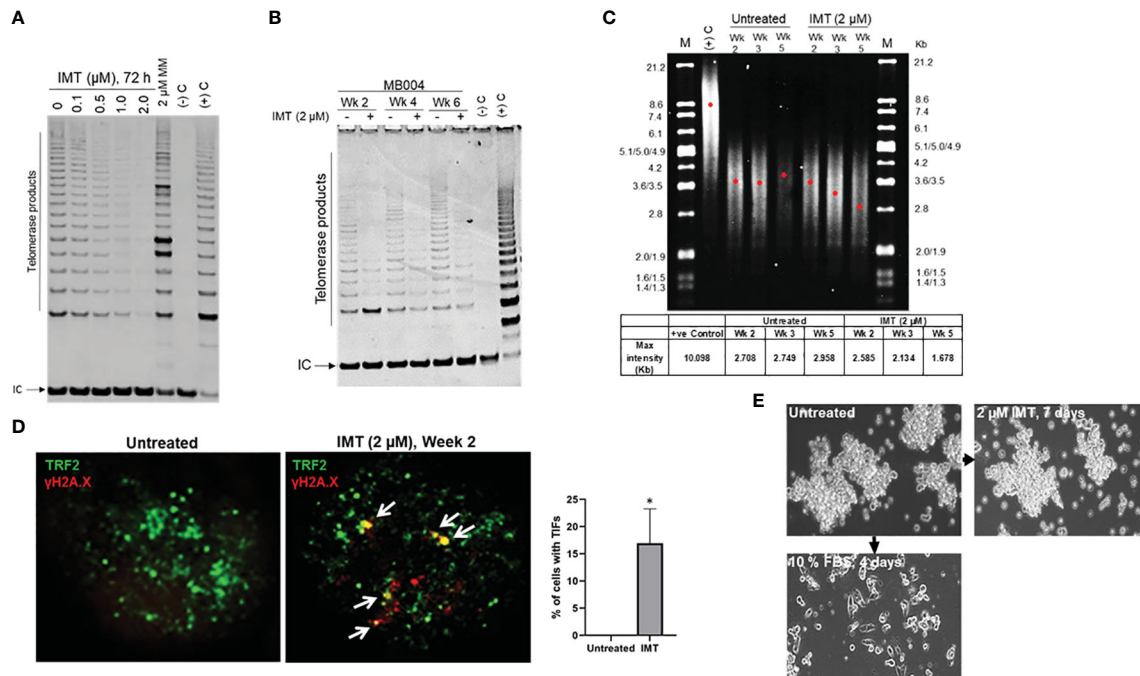 A
IMT (µM), 72 h
0 0.1 0.5 1.0 2.0 2 µM MM (-) C (+) C
Telomerase products
IC
B
MB004
Wk 2 Wk 4 Wk 6
IMT (2 µM) - + - + - + (-) C (+) C
Telomerase products
IC
C
Untreated IMT (2 µM)
M (+) C Wk 2 Wk 3 Wk 5 Wk 2 Wk 3 Wk 5 M Kb
21.2 21.2
8.6 8.6
7.4 7.4
6.1 6.1
5.1/5.0/4.9 5.1/5.0/4.9
4.2 4.2
3.6/3.5 3.6/3.5
2.8 2.8
2.0/1.9 2.0/1.9
1.6/1.5 1.6/1.5
1.4/1.3 1.4/1.3
Untreated IMT (2 µM)
+ve Control Wk 2 Wk 3 Wk 5 Wk 2 Wk 3 Wk 5
Max intensity (Kb) 10.098 2.708 2.749 2.958 2.585 2.134 1.678
D
Untreated IMT (2 µM), Week 2
TRF2 TRF2
γH2A.X γH2A.X
% of cells with TIFs
25
20
15
10
5
0
*
Untreated IMT
E
Untreated 2 µM IMT, 7 days
10 % FBS, 4 days